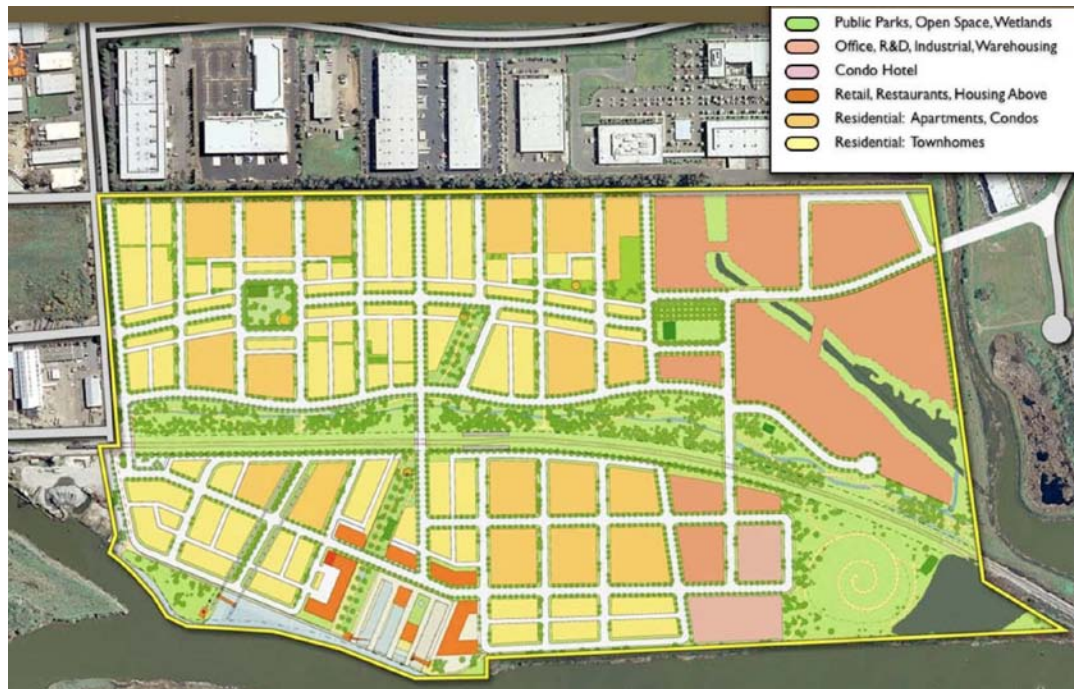 Public Parks, Open Space, Wetlands
Office, R&D, Industrial, Warehousing
Condo Hotel
Retail, Restaurants, Housing Above
Residential: Apartments, Condos
Residential: Townhomes